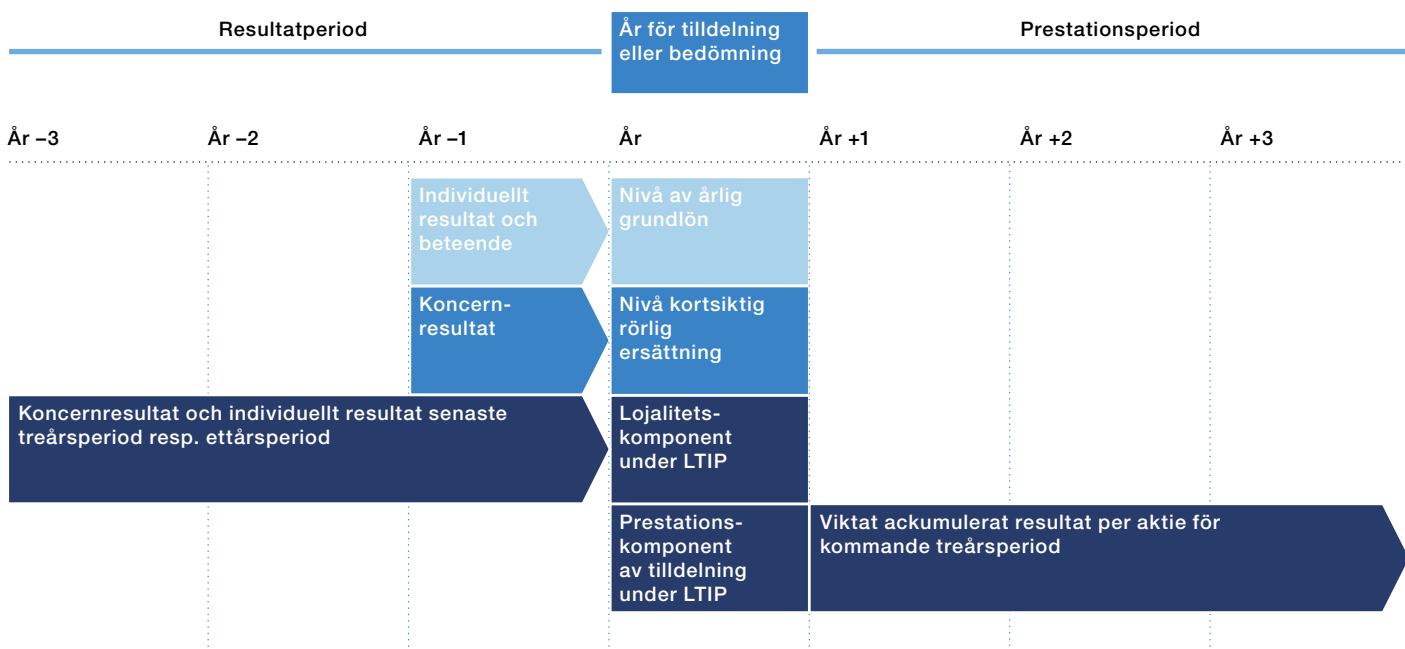 Resultatperiod
År för tilldelning
eller bedömning
Prestationsperiod
År –3
År –2
År –1
År
År +1
År +2
År +3
Individuellt
resultat och
beteende
Nivå av årlig
grundlön
Koncern-
resultat
Nivå kortsiktig
rörlig
ersättning
Koncernresultat och individuellt resultat senaste
treårsperiod resp. ettårsperiod
Lojalitets-
komponent
under LTIP
Prestations-
komponent
av tilldelning
under LTIP
Viktat ackumulerat resultat per aktie för
kommande treårsperiod